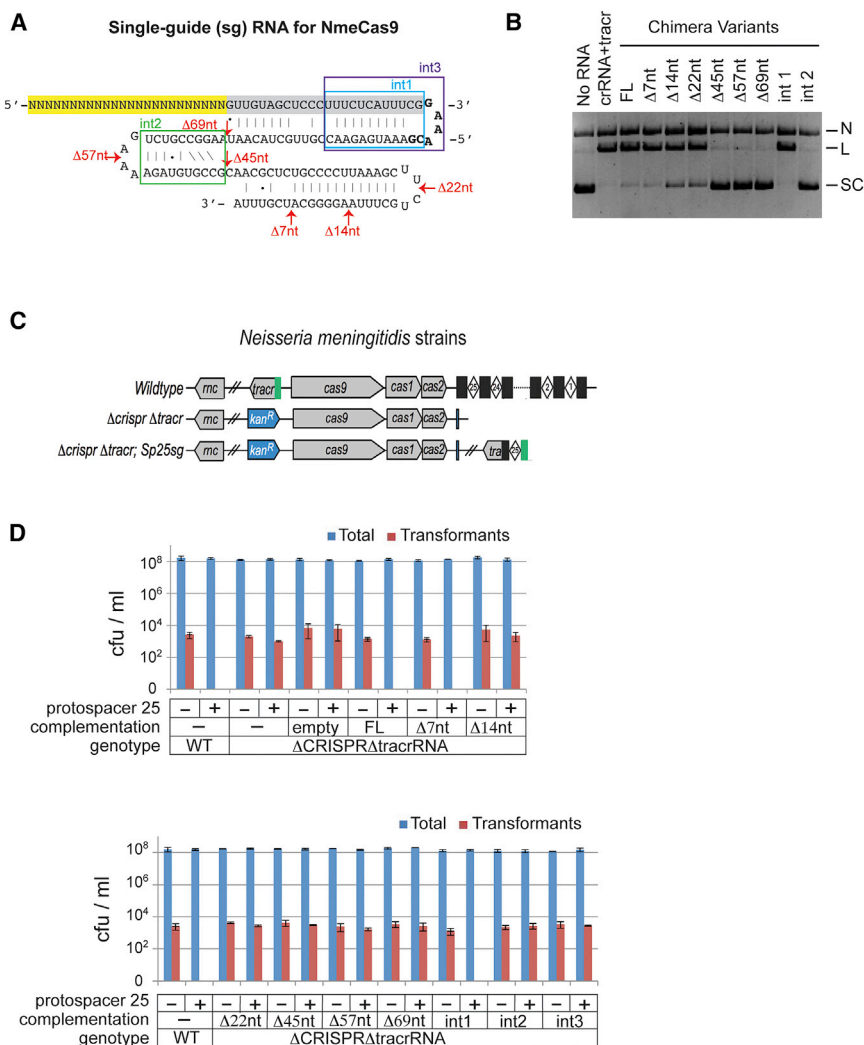 A
Single-guide (sg) RNA for NmeCas9
int3
int1
5′-NNNNNNNNNNNNNNNNNNNNNNNNGUUGUAGCUCCCUUUCUCAUUUCGG -3′
A
A
A
int2
Δ69nt
A
G UCUGCCGGAAUAACAUCGUUGCCAAGAGUAAAGC -5′
Δ57nt
A
A
A
Δ45nt
AGAUGUGCCGCAACGCUCUGCCCCUUAAAGC U
U
C
U
Δ22nt
3′- AUUUGCUACGGGGAAUUUCG
Δ7nt
Δ14nt
B
Chimera Variants
No RNA
crRNA+tracr
FL
Δ7nt
Δ14nt
Δ22nt
Δ45nt
Δ57nt
Δ69nt
int 1
int 2
N
L
SC
C
Neisseria meningitidis strains
Wildtype rnc tracr cas9 cas1 cas2 25 24 2 1
Δcrispr Δtracr rnc kanR cas9 cas1 cas2
Δcrispr Δtracr; Sp25sg rnc kanR cas9 cas1 cas2 tra 25
D
Total Transformants
cfu / ml
10⁸
10⁶
10⁴
10²
0
protospacer 25 – + – + – + – + – + – +
complementation – – empty FL Δ7nt Δ14nt
genotype WT ΔCRISPRΔtracrRNA
Total Transformants
cfu / ml
10⁸
10⁶
10⁴
10²
0
protospacer 25 – + – + – + – + – + – + – + – +
complementation – Δ22nt Δ45nt Δ57nt Δ69nt int1 int2 int3
genotype WT ΔCRISPRΔtracrRNA